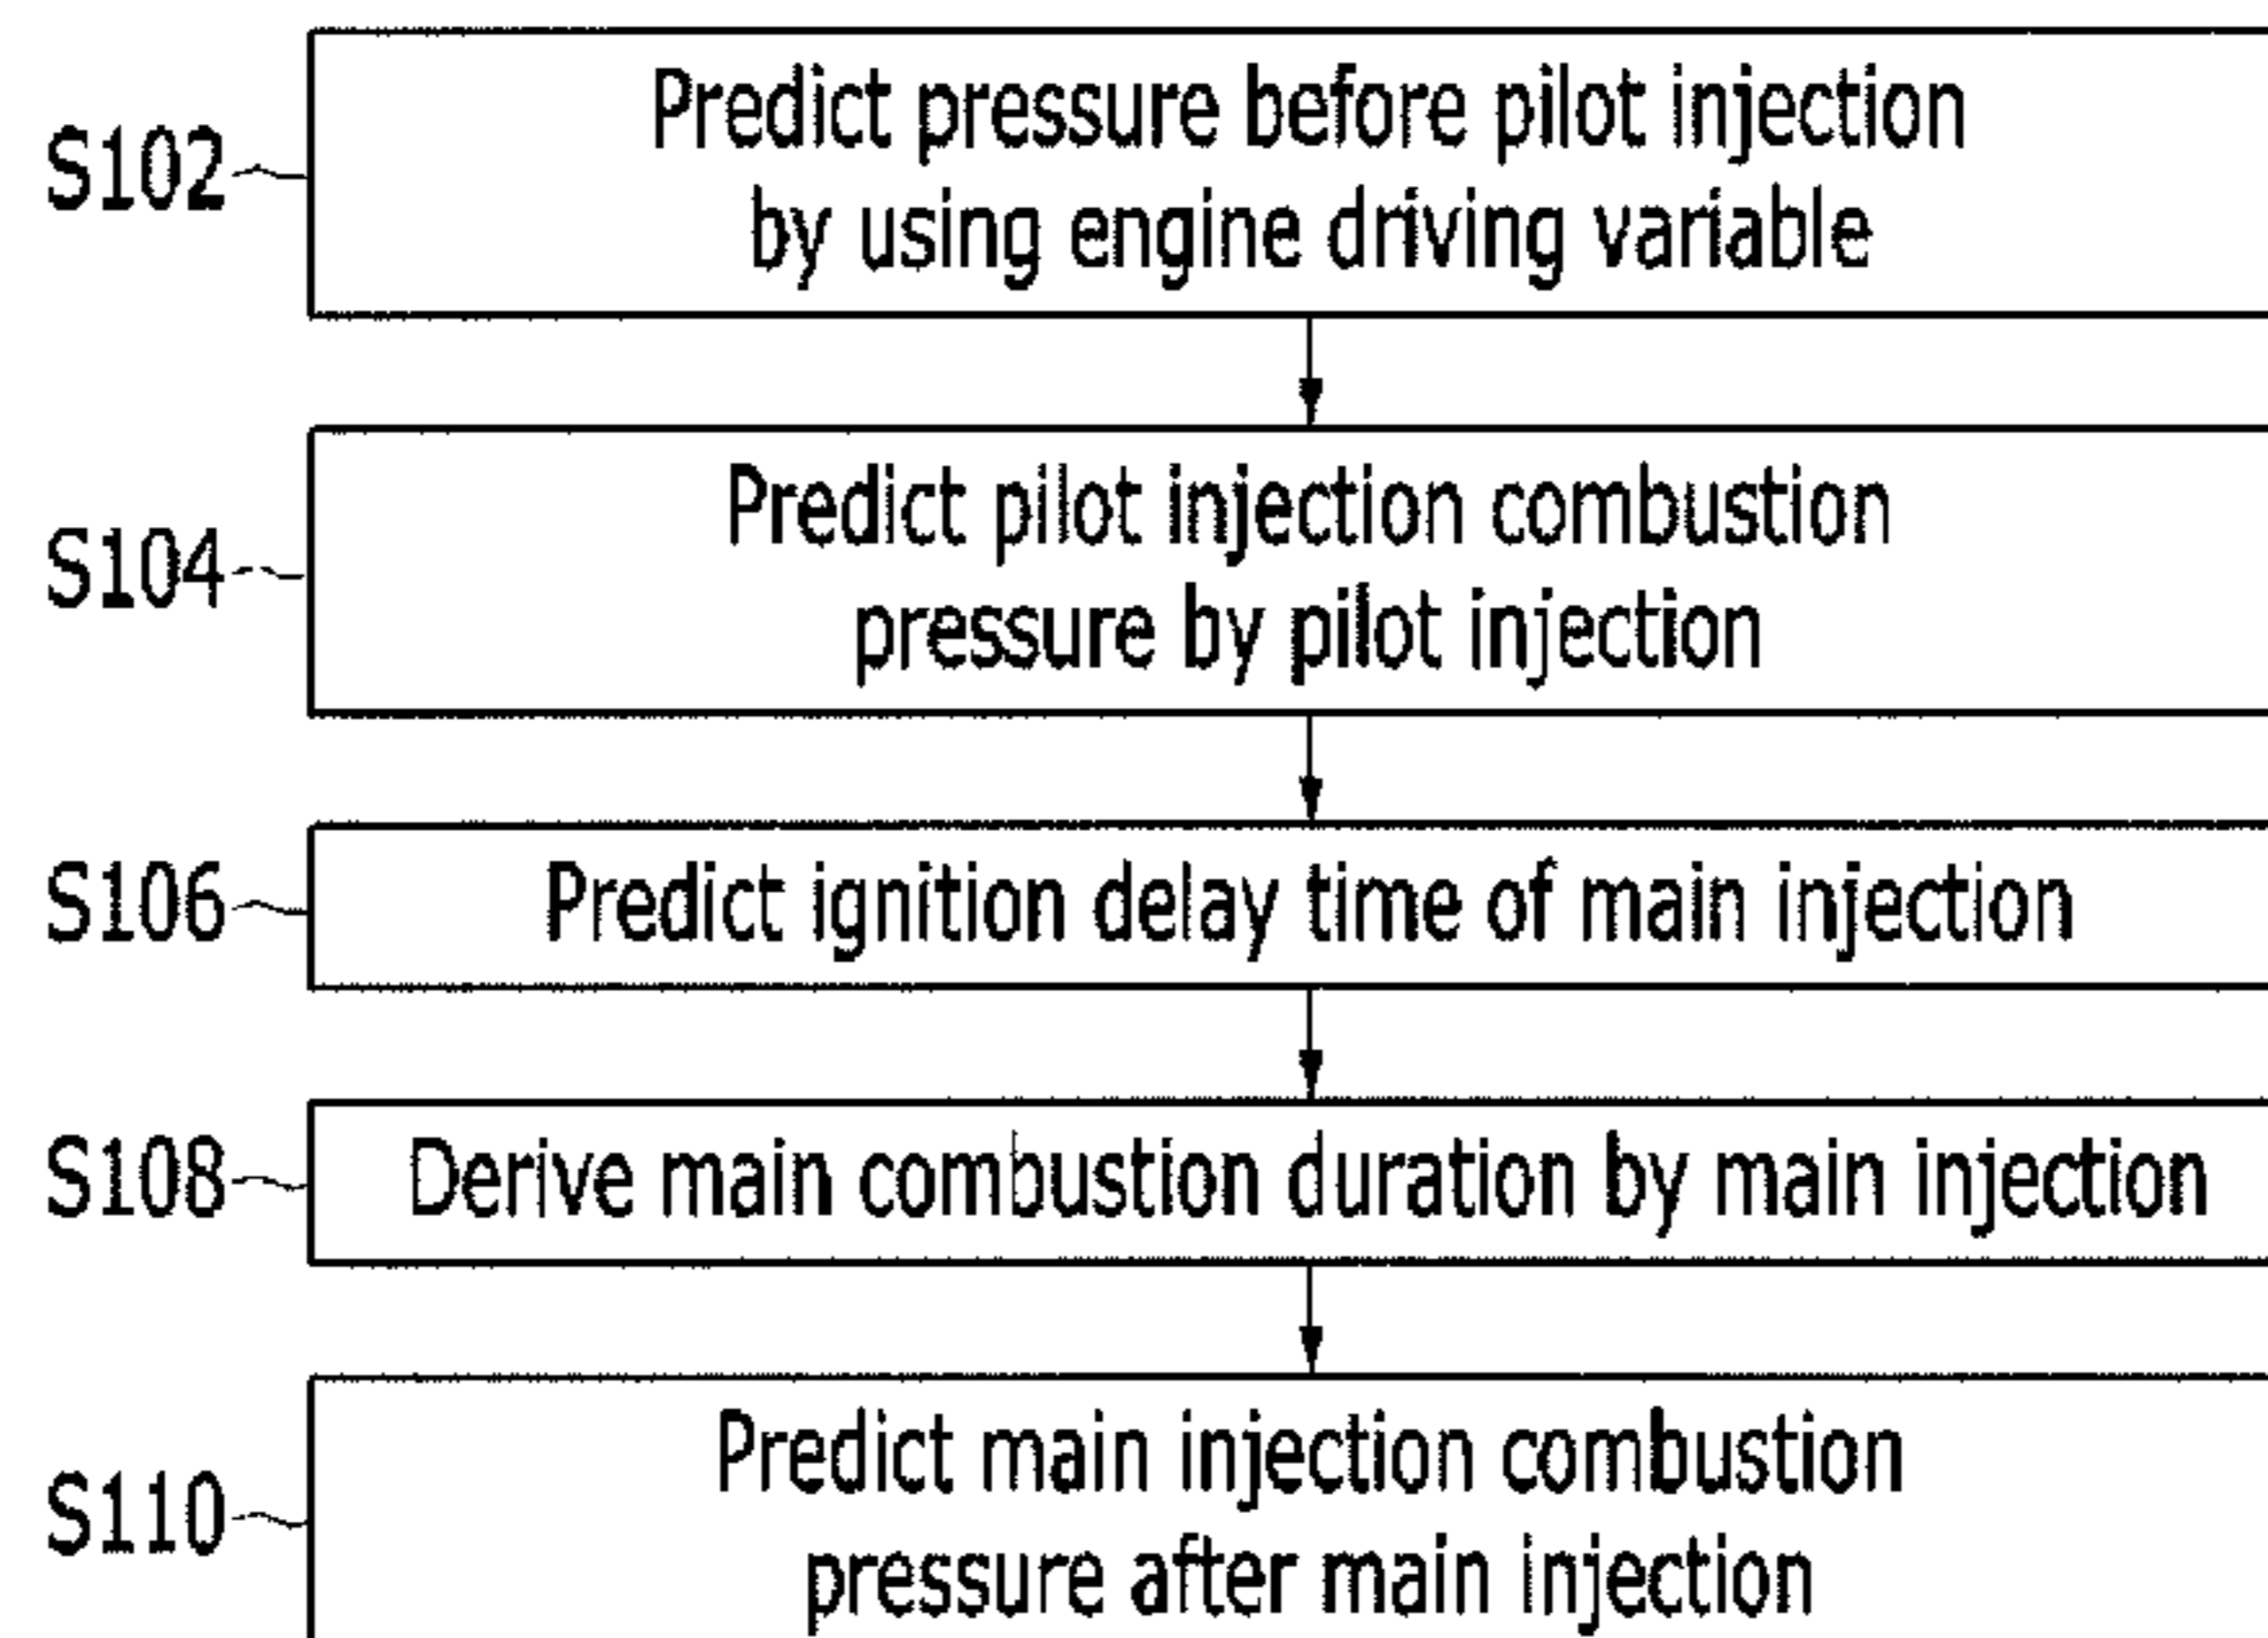 S102
Predict pressure before pilot injection
by using engine driving variable
S104
Predict pilot injection combustion
pressure by pilot injection
S106
Predict ignition delay time of main injection
S108
Derive main combustion duration by main injection
S110
Predict main injection combustion
pressure after main injection